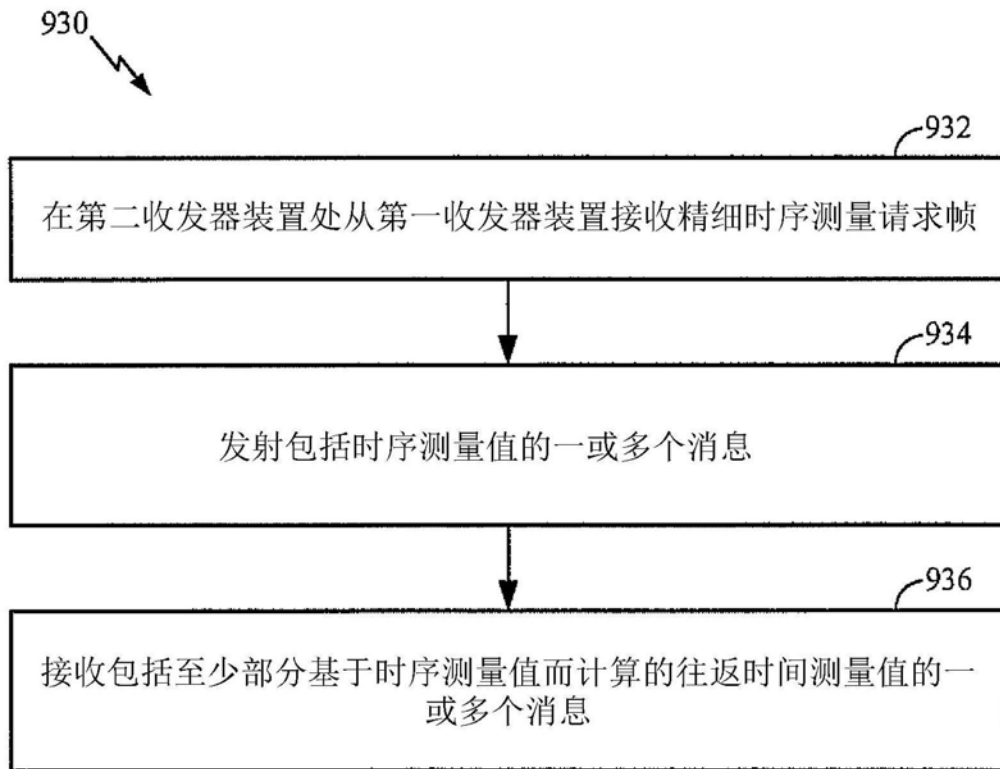 930
932
在第二收发器装置处从第一收发器装置接收精细时序测量请求帧
934
发射包括时序测量值的一或多个消息
936
接收包括至少部分基于时序测量值而计算的往返时间测量值的一
或多个消息